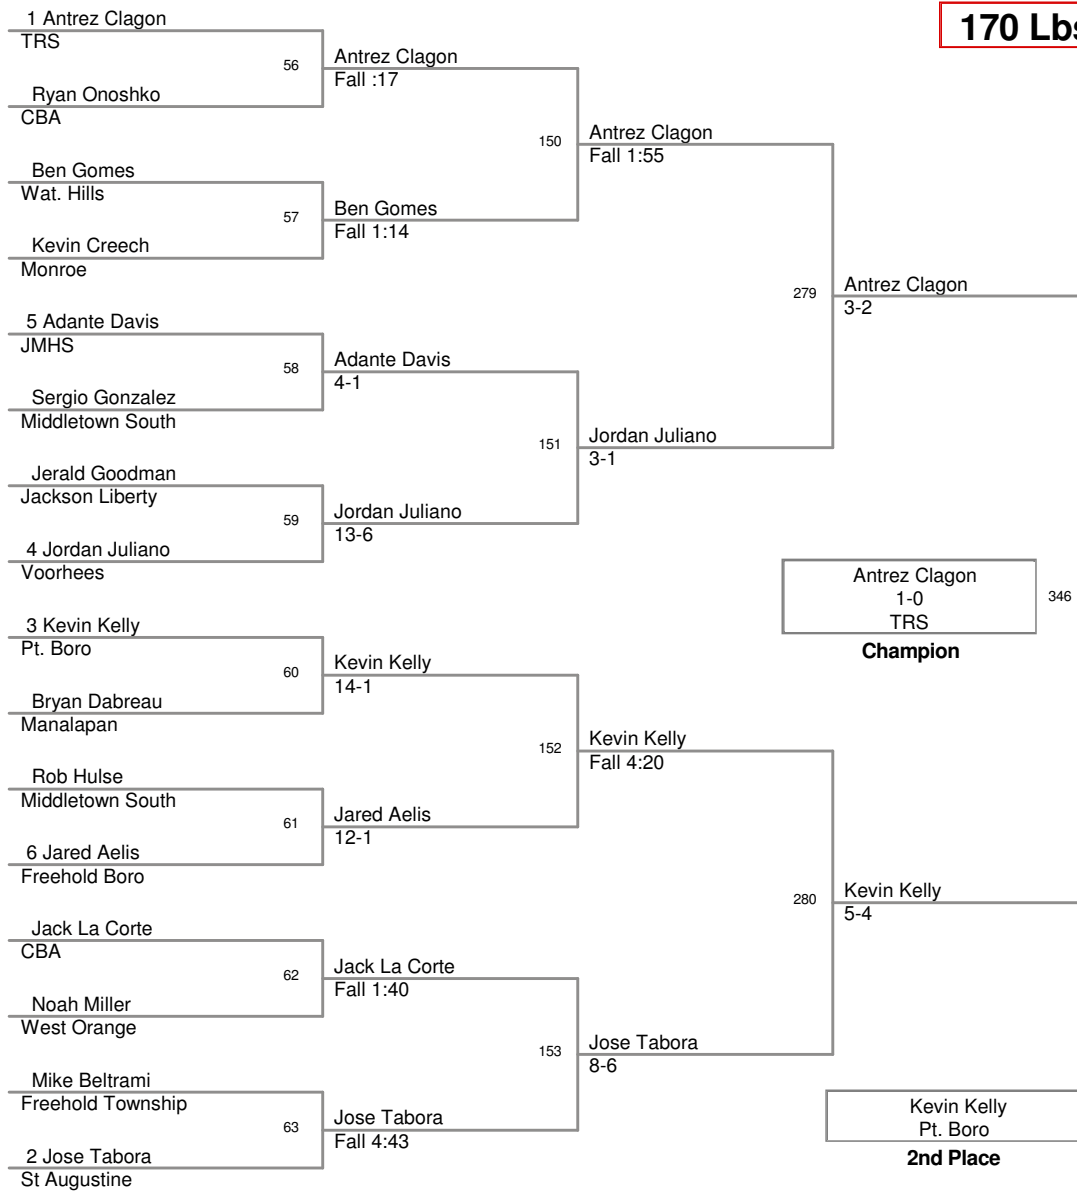 170 Lbs
1 Antrez Clagon
TRS
56
Ryan Onoshko
CBA
Antrez Clagon
Fall :17
Ben Gomes
Wat. Hills
57
Kevin Creech
Monroe
Ben Gomes
Fall 1:14
150
Antrez Clagon
Fall 1:55
5 Adante Davis
JMHS
58
Sergio Gonzalez
Middletown South
Adante Davis
4-1
Jerald Goodman
Jackson Liberty
59
4 Jordan Juliano
Voorhees
Jordan Juliano
13-6
151
Jordan Juliano
3-1
279
Antrez Clagon
3-2
Antrez Clagon
1-0
TRS
346
Champion
3 Kevin Kelly
Pt. Boro
60
Bryan Dabreau
Manalapan
Kevin Kelly
14-1
Rob Hulse
Middletown South
61
6 Jared Aelis
Freehold Boro
Jared Aelis
12-1
152
Kevin Kelly
Fall 4:20
Jack La Corte
CBA
62
Noah Miller
West Orange
Jack La Corte
Fall 1:40
Mike Beltrami
Freehold Township
63
2 Jose Tabora
St Augustine
Jose Tabora
Fall 4:43
153
Jose Tabora
8-6
280
Kevin Kelly
5-4
Kevin Kelly
Pt. Boro
2nd Place